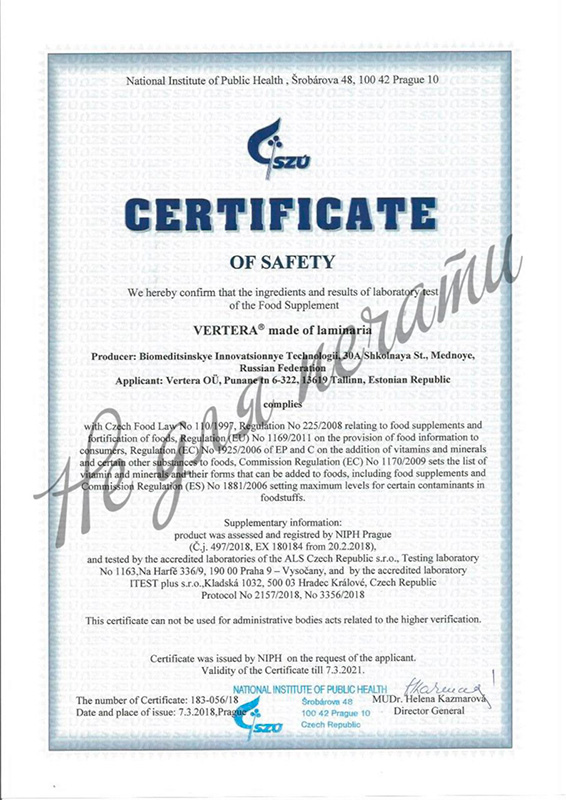 National Institute of Public Health , Šrobárova 48, 100 42 Prague 10
SZÚ
CERTIFICATE
OF SAFETY
We hereby confirm that the ingredients and results of laboratory test
of the Food Supplement
VERTERA® made of laminaria
Producer: Biomeditsinskye Innovatsionnye Technologii, 30A Shkolnaya St., Mednoye,
Russian Federation
Applicant: Vertera OÜ, Punane tn 6-322, 13619 Tallinn, Estonian Republic
complies
with Czech Food Law No 110/1997, Regulation No 225/2008 relating to food supplements and
fortification of foods, Regulation (EU) No 1169/2011 on the provision of food information to
consumers, Regulation (EC) No 1925/2006 of EP and C on the addition of vitamins and minerals
and certain other substances to foods, Commission Regulation (EC) No 1170/2009 sets the list of
vitamin and minerals and their forms that can be added to foods, including food supplements and
Commission Regulation (ES) No 1881/2006 setting maximum levels for certain contaminants in
foodstuffs.
Не для печати
Supplementary information:
product was assessed and registred by NIPH Prague
(Č.j. 497/2018, EX 180184 from 20.2.2018),
and tested by the accredited laboratories of the ALS Czech Republic s.r.o., Testing laboratory
No 1163,Na Harfě 336/9, 190 00 Praha 9 – Vysočany, and by the accredited laboratory
ITEST plus s.r.o.,Kladská 1032, 500 03 Hradec Králové, Czech Republic
Protocol No 2157/2018, No 3356/2018
This certificate can not be used for administrative bodies acts related to the higher verification.
Certificate was issued by NIPH on the request of the applicant.
Validity of the Certificate till 7.3.2021.
NATIONAL INSTITUTE OF PUBLIC HEALTH
Šrobárova 48
100 42 Prague 10
Czech Republic
SZÚ
The number of Certificate: 183-056/18
Date and place of issue: 7.3.2018,Prague
MUDr. Helena Kazmarová
Director General